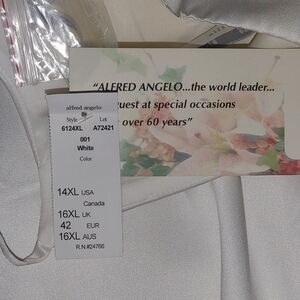 “ALFRED ANGELO...the world leader...
uest at special occasions
over 60 years”
alfred angelo
Style Lot
6124XL A72421
001
White
Color
14XL USA
Canada
16XL UK
42 EUR
16XL AUS
R.N.#24766